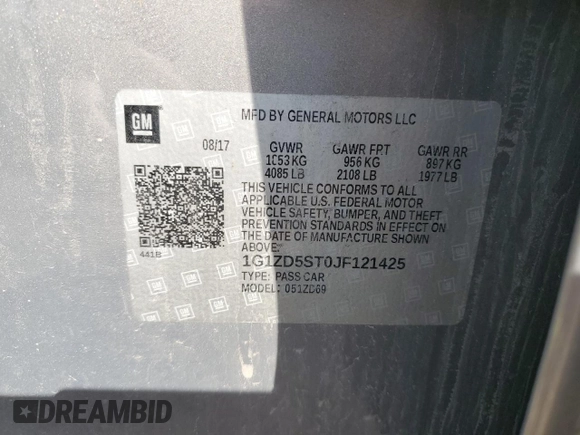 GM
MFD BY GENERAL MOTORS LLC
08/17 GVWR GAWR FPT GAWR RR
1853 KG 956 KG 897 KG
4085 LB 2108 LB 1977 LB
THIS VEHICLE CONFORMS TO ALL
APPLICABLE U.S. FEDERAL MOTOR
VEHICLE SAFETY, BUMPER, AND THEFT
PREVENTION STANDARDS IN EFFECT ON
THE DATE OF MANUFACTURE SHOWN
ABOVE:
1G1ZD5ST0JF121425
TYPE: PASS CAR
MODEL: 051ZD69
441B
DREAMBID